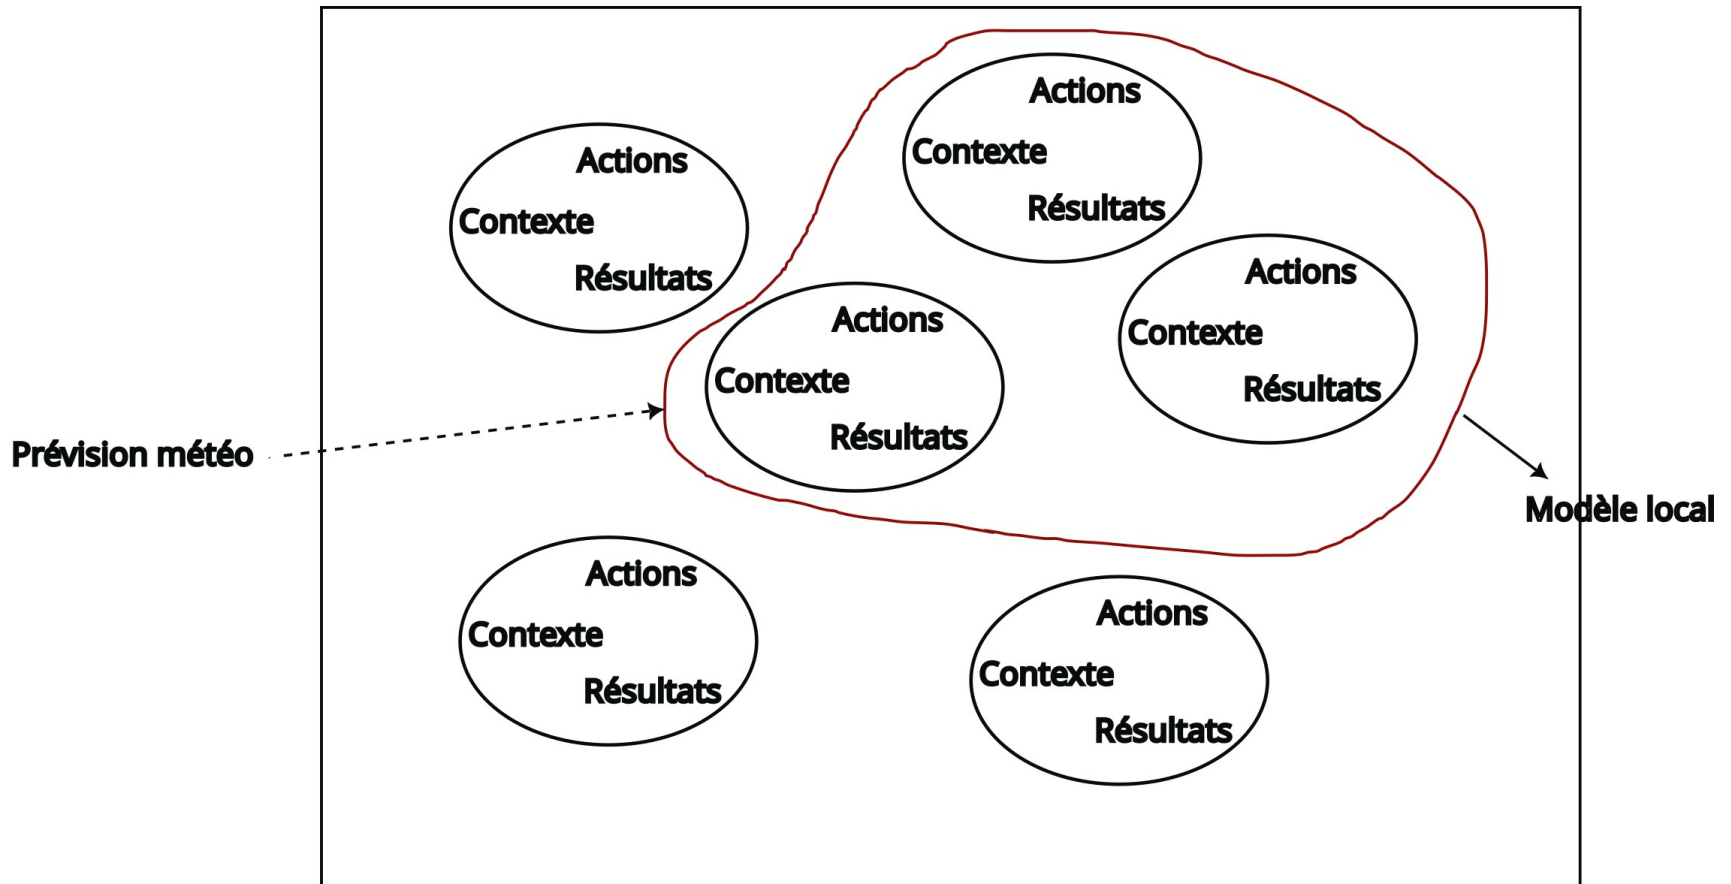 Actions
Contexte
Résultats
Actions
Contexte
Résultats
Actions
Contexte
Résultats
Actions
Contexte
Résultats
Prévision météo
Modèle local
Actions
Contexte
Résultats
Actions
Contexte
Résultats